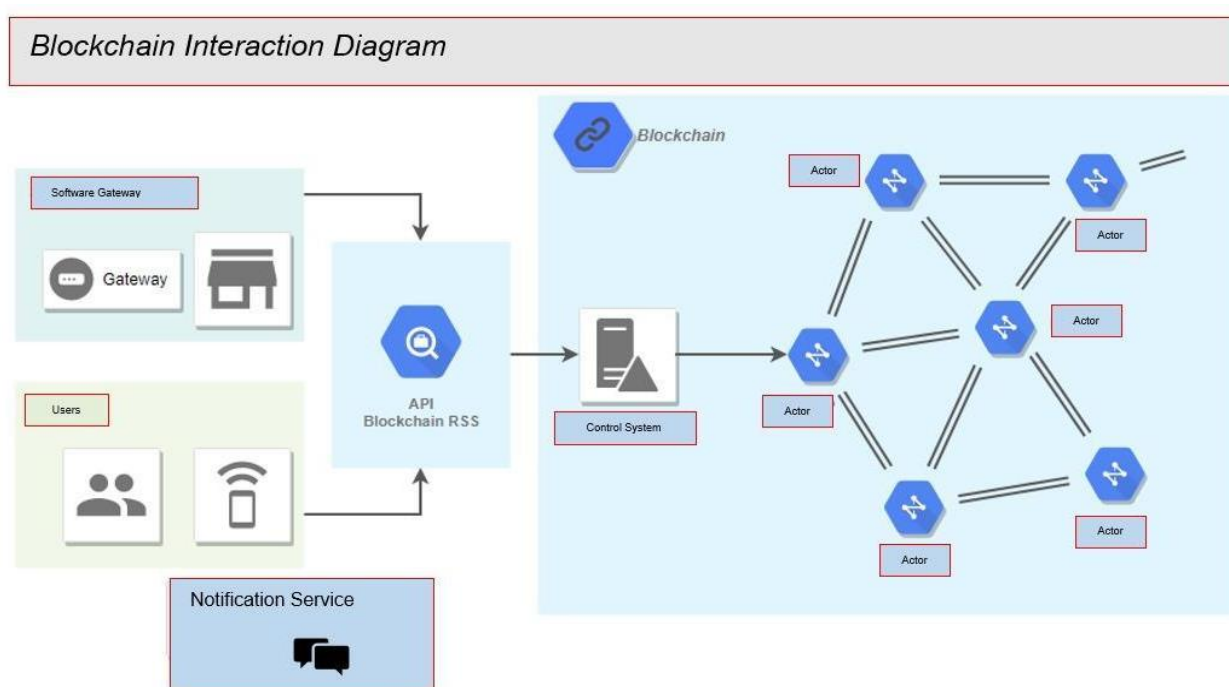 Blockchain Interaction Diagram
Blockchain
Software Gateway
Gateway
Users
API
Blockchain RSS
Control System
Actor
Actor
Actor
Actor
Actor
Actor
Notification Service